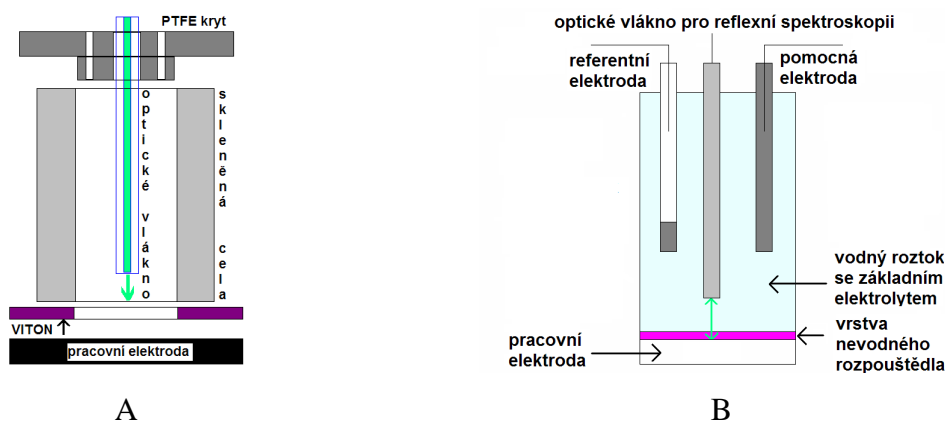 PTFE kryt
optické vlákno
skleněná cela
VITON
pracovní elektroda
A
optické vlákno pro reflexní spektroskopii
referentní
elektroda
pomocná
elektroda
vodný roztok
se základním
elektrolytem
pracovní
elektroda
vrstva
nevodného
rozpouštědla
B